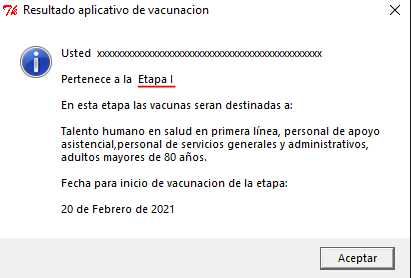 Resultado aplicativo de vacunacion
Usted xxxxxxxxxxxxxxxxxxxxxxxxxxxxxxxxxxxxxxxxxxxxx
Pertenece a la Etapa I
En esta etapa las vacunas seran destinadas a:
Talento humano en salud en primera línea, personal de apoyo
asistencial,personal de servicios generales y administrativos,
adultos mayores de 80 años.
Fecha para inicio de vacunacion de la etapa:
20 de Febrero de 2021
Aceptar